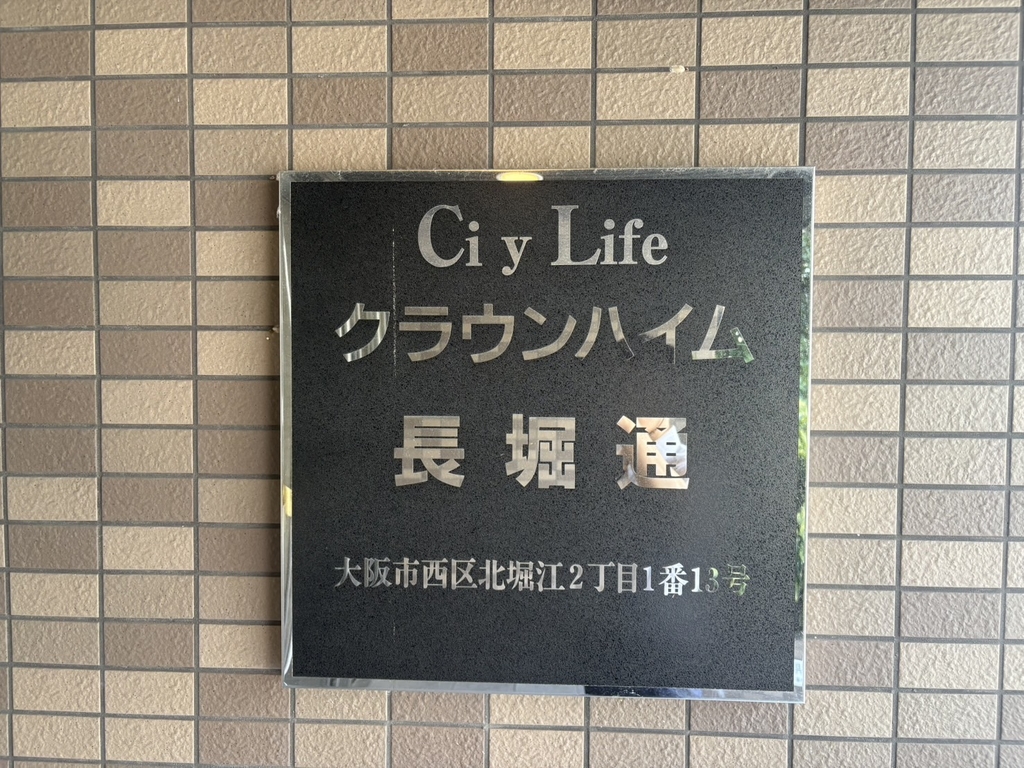 Ci y Life
クラウンハイム
長堀通
大阪市西区北堀江2丁目1番13号